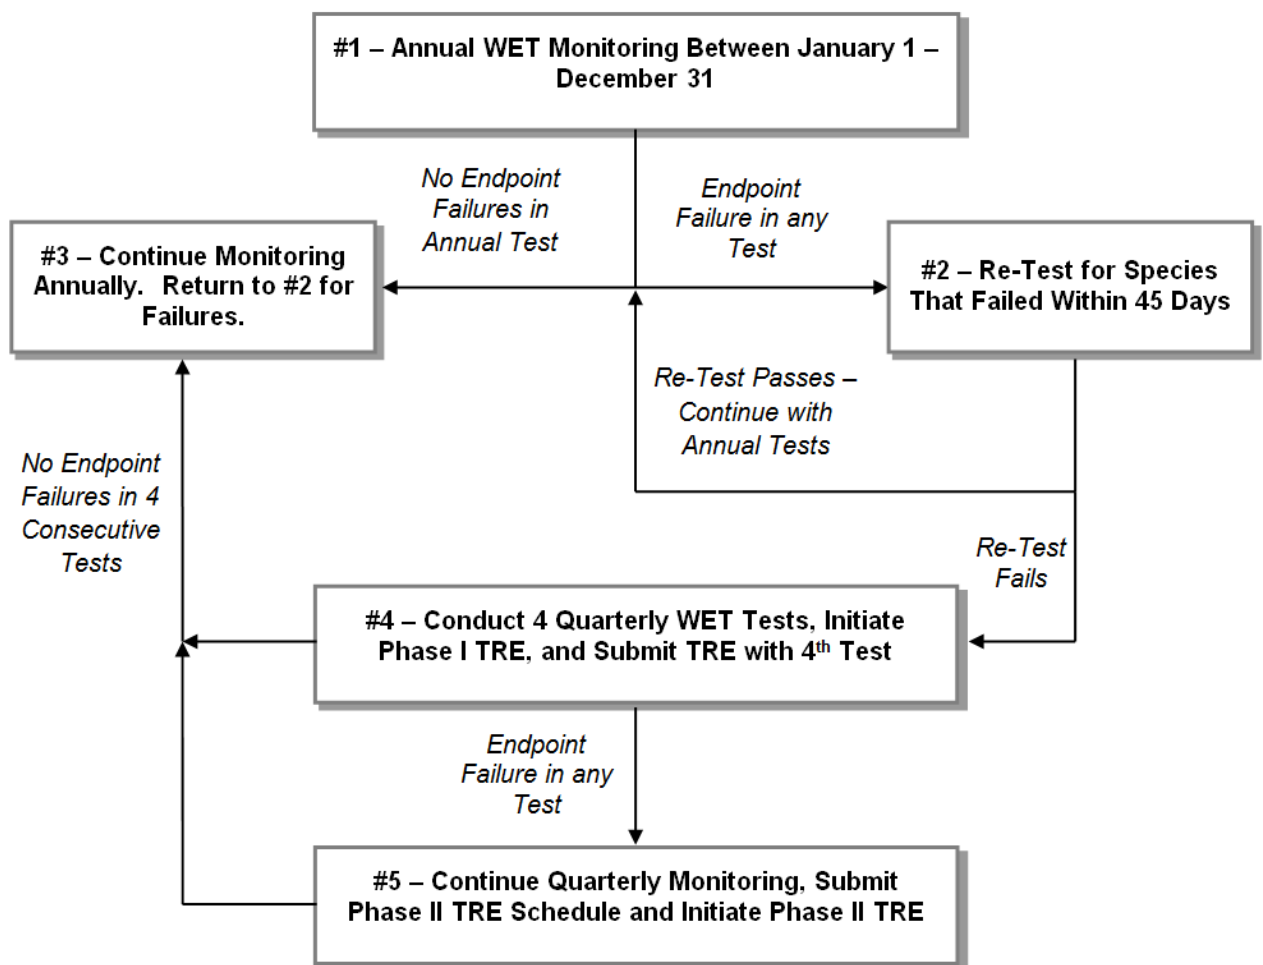 #1 – Annual WET Monitoring Between January 1 –
December 31
No Endpoint
Failures in
Annual Test
Endpoint
Failure in any
Test
#3 – Continue Monitoring
Annually.   Return to #2 for
Failures.
#2 – Re-Test for Species
That Failed Within 45 Days
Re-Test Passes –
Continue with
Annual Tests
No Endpoint
Failures in 4
Consecutive
Tests
Re-Test
Fails
#4 – Conduct 4 Quarterly WET Tests, Initiate
Phase I TRE, and Submit TRE with 4th Test
Endpoint
Failure in any
Test
#5 – Continue Quarterly Monitoring, Submit
Phase II TRE Schedule and Initiate Phase II TRE